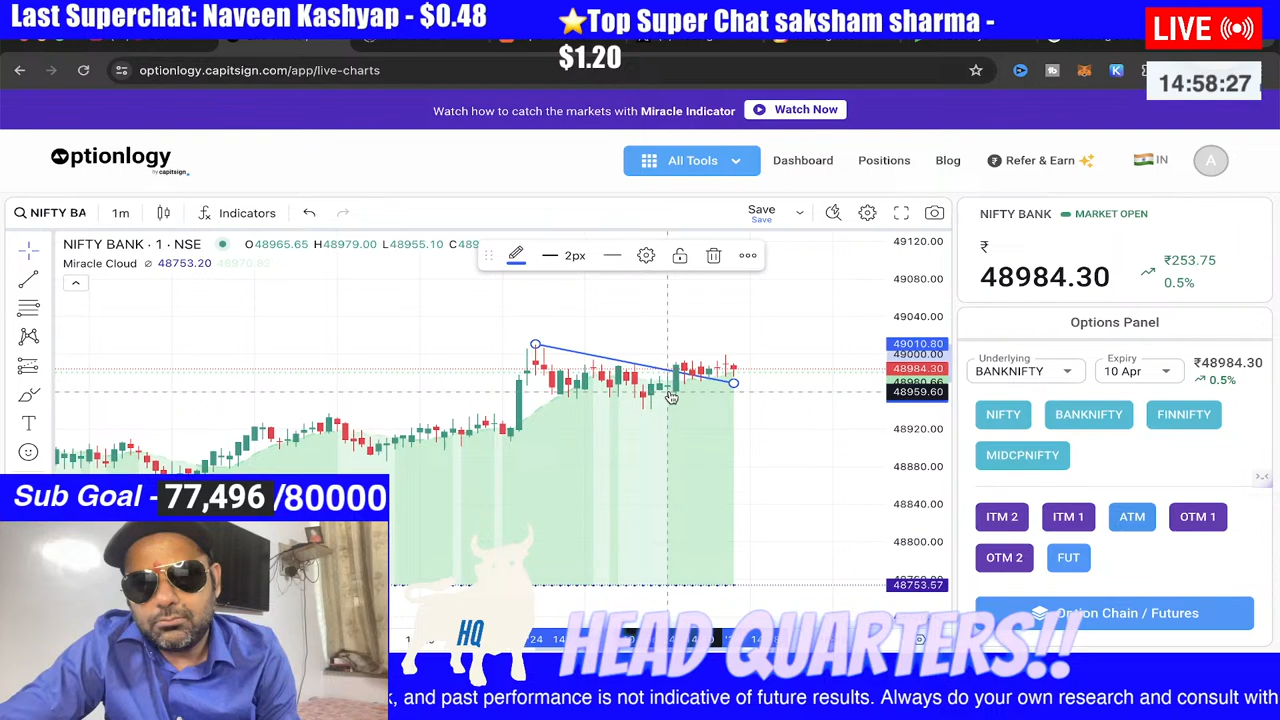 Last Superchat: Naveen Kashyap - $0.48
⭐Top Super Chat saksham sharma -
$1.20
LIVE
14:58:27
optionlogy.capitsign.com/app/live-charts
Watch how to catch the markets with Miracle Indicator
Watch Now
optionlogy
by capitsign.
All Tools
Dashboard
Positions
Blog
Refer & Earn
IN
A
NIFTY BA
1m
Indicators
Save
Save
NIFTY BANK · 1 · NSE
O48965.65 H48979.00 L48955.10 C489
Miracle Cloud ⌀ 48753.20 48970.83
2px
49120.00
49080.00
49040.00
49010.80
49000.00
48984.30
48959.60
48920.00
48880.00
48840.00
48800.00
48753.57
NIFTY BANK
MARKET OPEN
₹
48984.30
₹253.75
0.5%
Options Panel
Underlying
BANKNIFTY
Expiry
10 Apr
₹48984.30
0.5%
NIFTY
BANKNIFTY
FINNIFTY
MIDCPNIFTY
ITM 2
ITM 1
ATM
OTM 1
OTM 2
FUT
Option Chain / Futures
Sub Goal - 77,496 /80000
HQ
HEAD QUARTERS!!
k, and past performance is not indicative of future results. Always do your own research and consult with